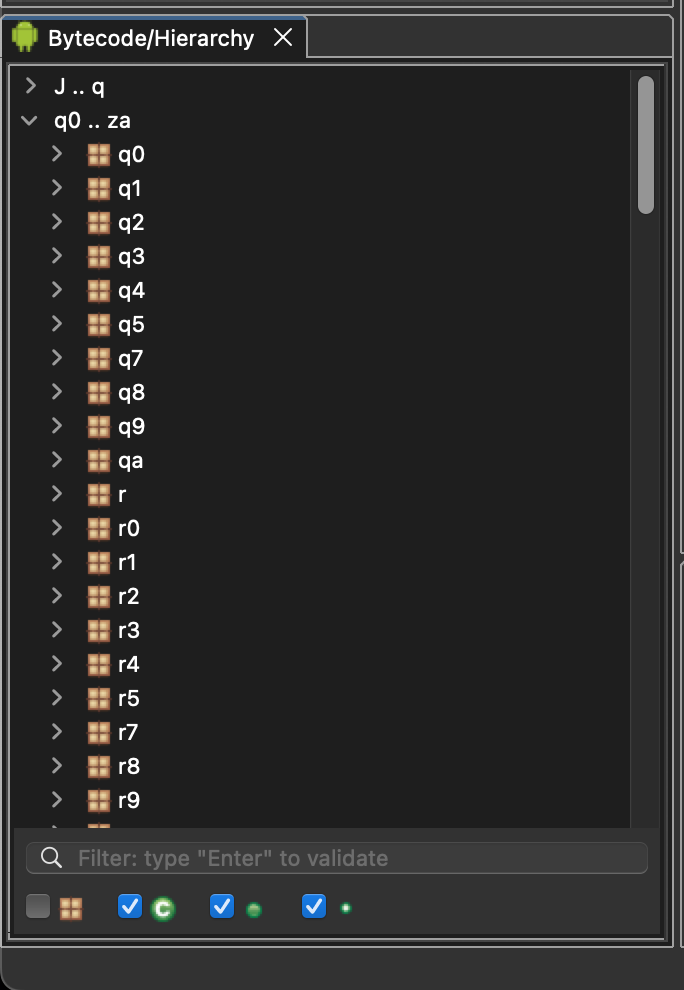 Bytecode/Hierarchy
J .. q
q0 .. za
q0
q1
q2
q3
q4
q5
q7
q8
q9
qa
r
r0
r1
r2
r3
r4
r5
r7
r8
r9
Filter: type "Enter" to validate
C